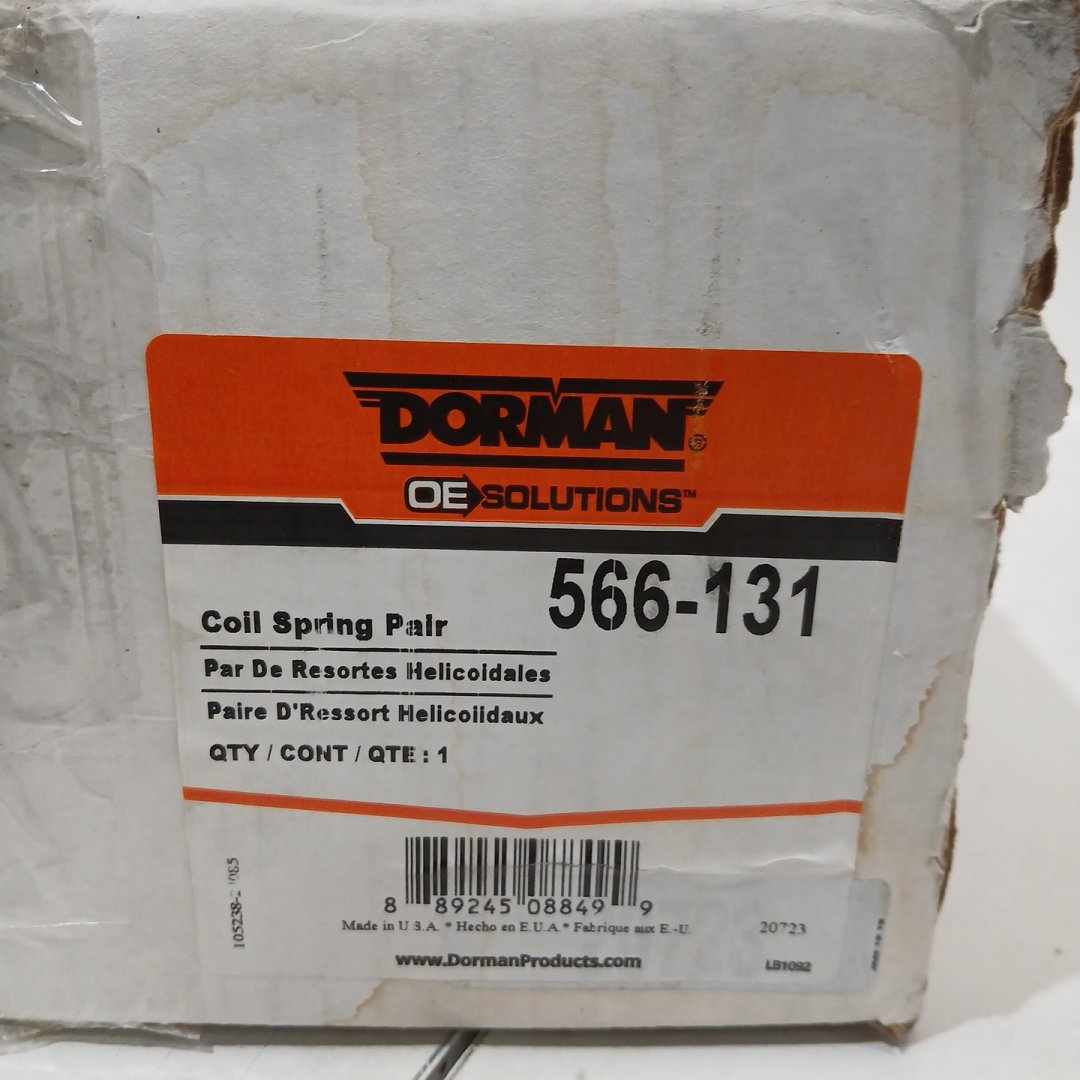 DORMAN®
OE SOLUTIONS™
566-131
Coil Spring Pair
Par De Resortes Helicoidales
Paire D'Ressort Helicoiidaux
QTY / CONT / QTE : 1
8 89245 08849 9
Made in U.S.A. * Hecho en E.U.A.* Fabrique aux E.-U.
20723
www.DormanProducts.com
LB1092